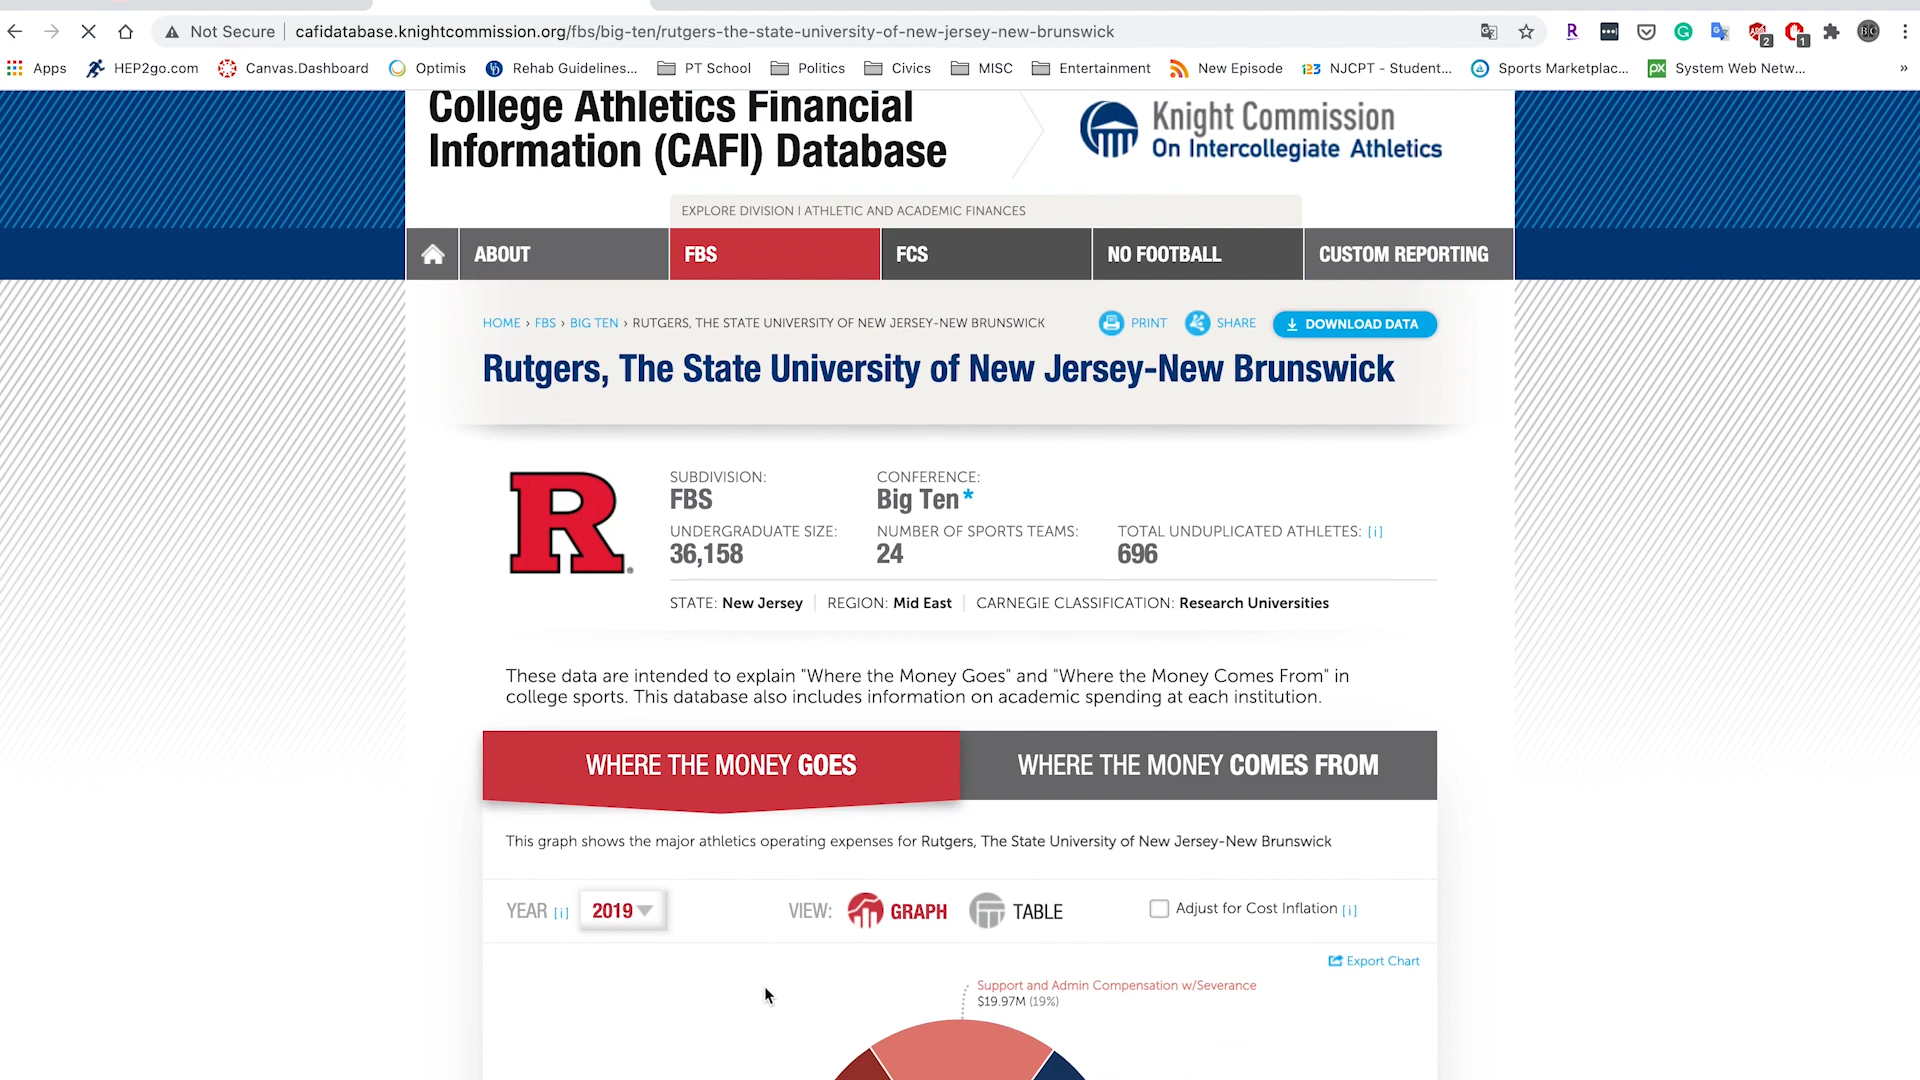 Not Secure | cafidatabase.knightcommission.org/fbs/big-ten/rutgers-the-state-university-of-new-jersey-new-brunswick
R
2
1
BC
Apps HEP2go.com Canvas.Dashboard Optimis Rehab Guidelines... PT School Politics Civics MISC Entertainment New Episode NJCPT - Student... Sports Marketplac... System Web Netw... »
College Athletics Financial
Information (CAFI) Database
Knight Commission
On Intercollegiate Athletics
EXPLORE DIVISION I ATHLETIC AND ACADEMIC FINANCES
ABOUT FBS FCS NO FOOTBALL CUSTOM REPORTING
HOME › FBS › BIG TEN › RUTGERS, THE STATE UNIVERSITY OF NEW JERSEY-NEW BRUNSWICK PRINT SHARE DOWNLOAD DATA
Rutgers, The State University of New Jersey-New Brunswick
R
SUBDIVISION: CONFERENCE:
FBS Big Ten *
UNDERGRADUATE SIZE: NUMBER OF SPORTS TEAMS: TOTAL UNDUPLICATED ATHLETES: [i]
36,158 24 696
STATE: New Jersey | REGION: Mid East | CARNEGIE CLASSIFICATION: Research Universities
These data are intended to explain "Where the Money Goes" and "Where the Money Comes From" in
college sports. This database also includes information on academic spending at each institution.
WHERE THE MONEY GOES WHERE THE MONEY COMES FROM
This graph shows the major athletics operating expenses for Rutgers, The State University of New Jersey-New Brunswick
YEAR [i] 2019 VIEW: GRAPH TABLE Adjust for Cost Inflation [i]
Export Chart
Support and Admin Compensation w/Severance
$19.97M (19%)